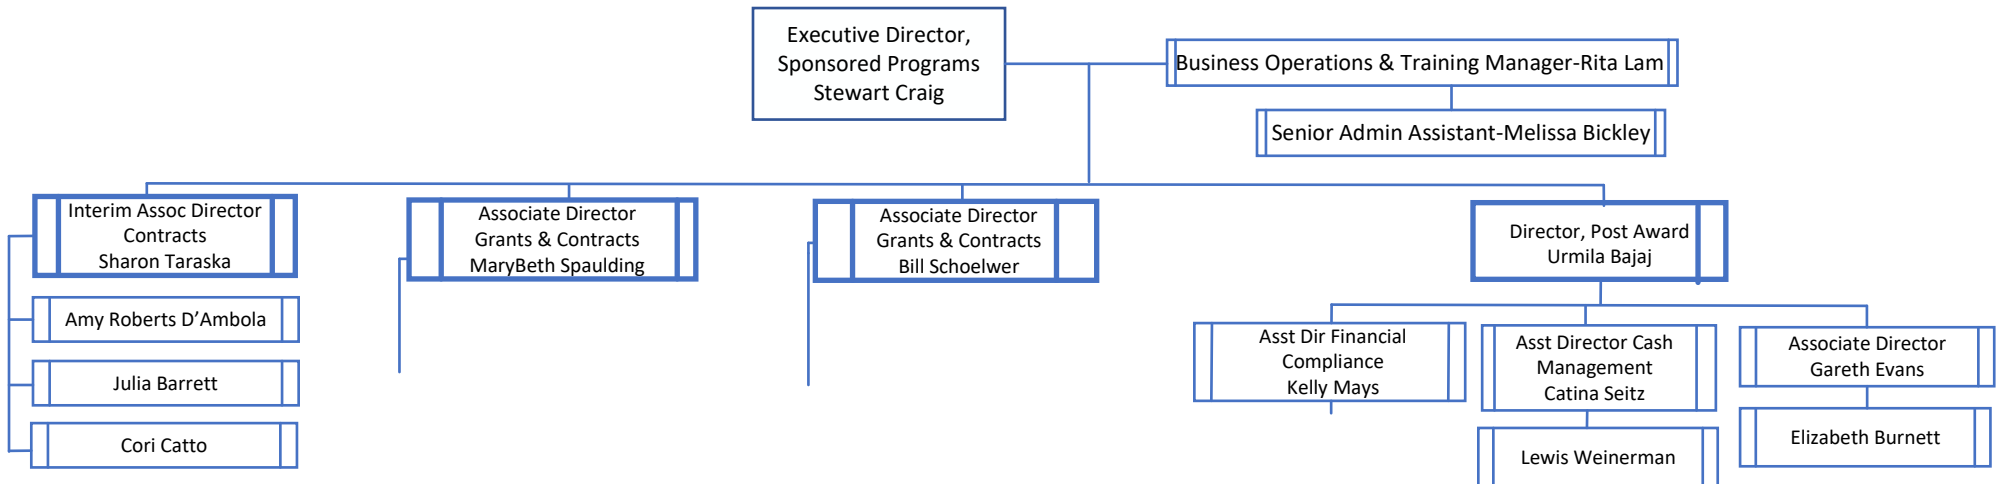 Executive Director,
Sponsored Programs
Stewart Craig
Business Operations & Training Manager-Rita Lam
Senior Admin Assistant-Melissa Bickley
Interim Assoc Director
Contracts
Sharon Taraska
Amy Roberts D’Ambola
Julia Barrett
Cori Catto
Associate Director
Grants & Contracts
MaryBeth Spaulding
Associate Director
Grants & Contracts
Bill Schoelwer
Director, Post Award
Urmila Bajaj
Asst Dir Financial
Compliance
Kelly Mays
Asst Director Cash
Management
Catina Seitz
Lewis Weinerman
Associate Director
Gareth Evans
Elizabeth Burnett